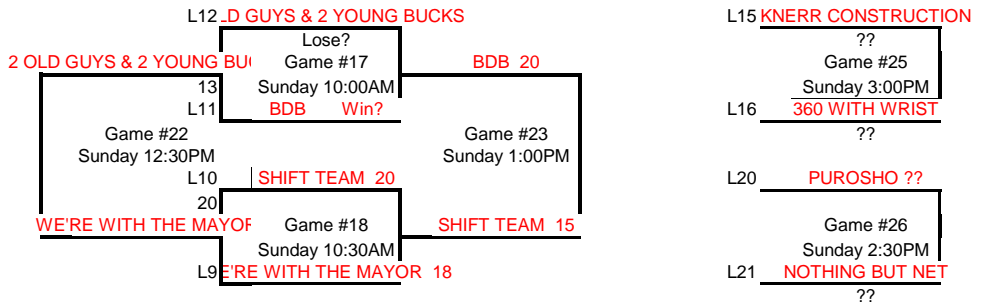 L12 .D GUYS & 2 YOUNG BUCKS
L15 KNERR CONSTRUCTION
Lose?
??
2 OLD GUYS & 2 YOUNG BU
Game #17
BDB 20
Game #25
13
Sunday 10:00AM
Sunday 3:00PM
L11
BDB Win?
L16
360 WITH WRIST
Game #22
Game #23
??
Sunday 12:30PM
Sunday 1:00PM
L10
SHIFT TEAM 20
L20
PUROSHO ??
20
WE'RE WITH THE MAYOR
Game #18
SHIFT TEAM 15
Game #26
Sunday 10:30AM
Sunday 2:30PM
L9
E'RE WITH THE MAYOR 18
L21
NOTHING BUT NET
??